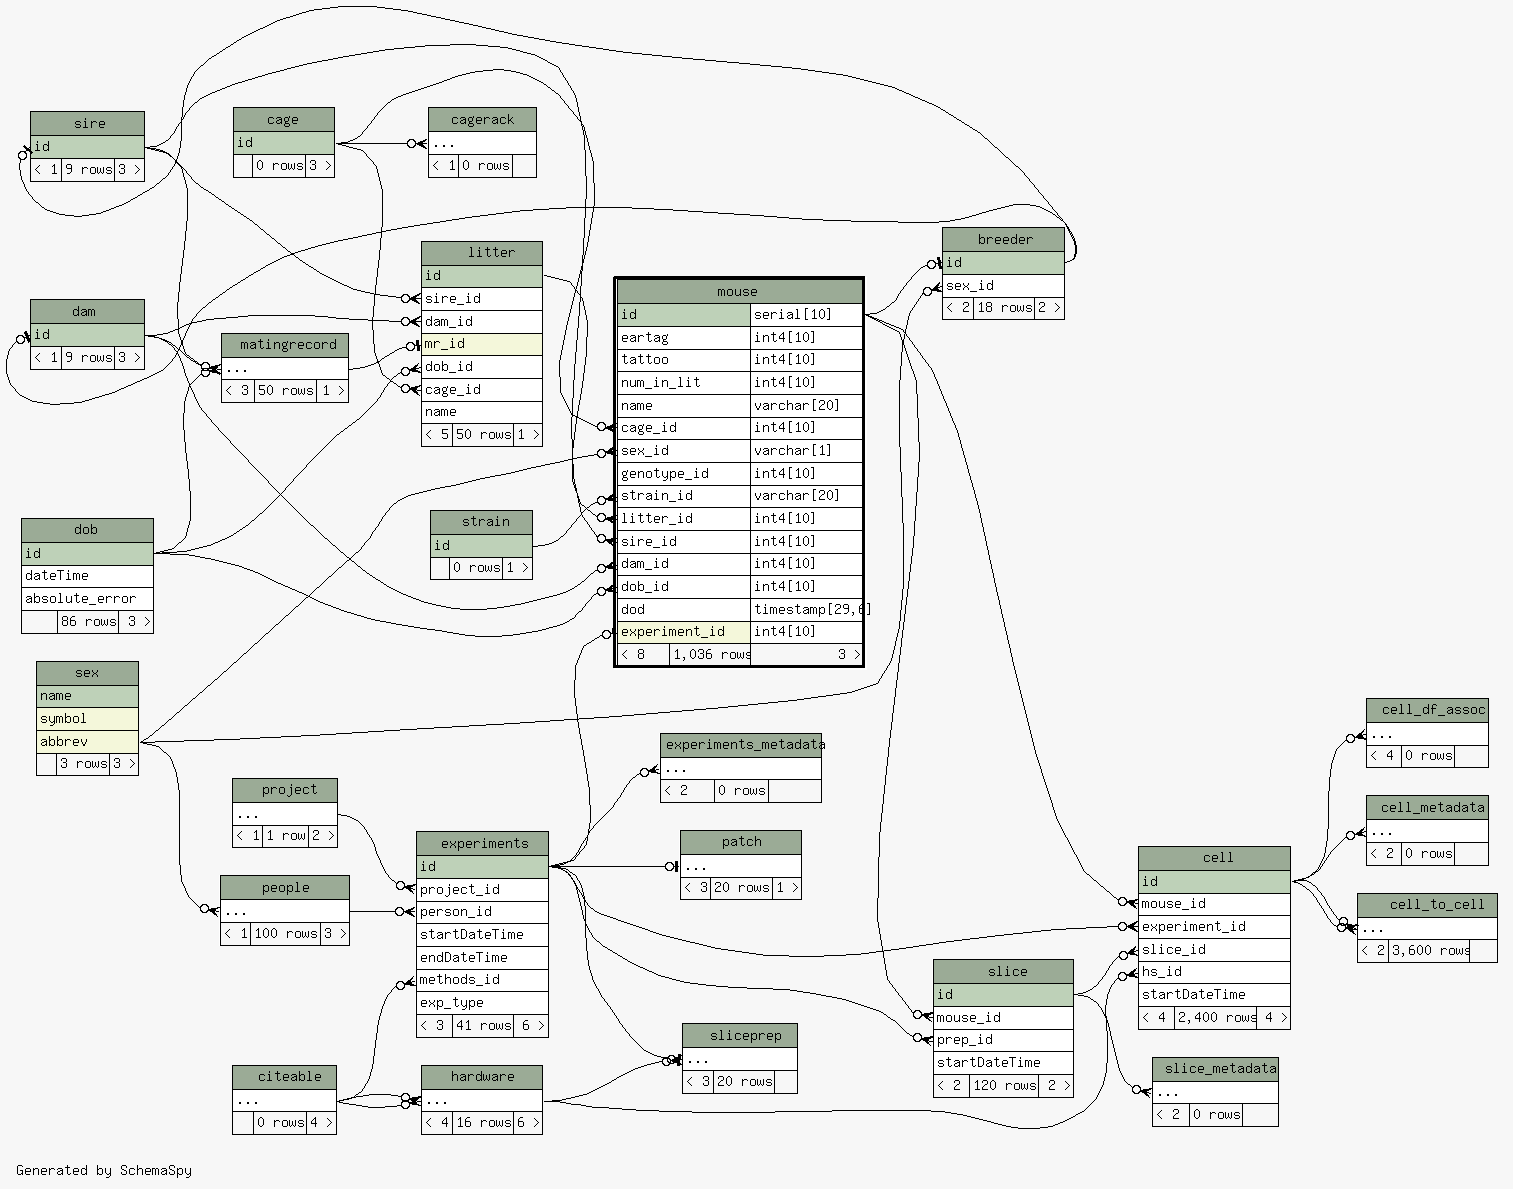 sire
id
< 1 9 rows 3 >
cage
id
0 rows 3 >
cagerack
...
< 1 0 rows
breeder
id
sex_id
< 2 18 rows 2 >
litter
id
sire_id
dam_id
mr_id
dob_id
cage_id
name
< 5 50 rows 1 >
dam
id
< 1 9 rows 3 >
matingrecord
...
< 3 50 rows 1 >
mouse
id serial[10]
eartag int4[10]
tattoo int4[10]
num_in_lit int4[10]
name varchar[20]
cage_id int4[10]
sex_id varchar[1]
genotype_id int4[10]
strain_id varchar[20]
litter_id int4[10]
sire_id int4[10]
dam_id int4[10]
dob_id int4[10]
dod timestamp[29,6]
experiment_id int4[10]
< 8 1,036 rows 3 >
strain
id
0 rows 1 >
dob
id
dateTime
absolute_error
86 rows 3 >
sex
name
symbol
abbrev
3 rows 3 >
project
...
< 1 1 row 2 >
people
...
< 1 100 rows 3 >
experiments
id
project_id
person_id
startDateTime
endDateTime
methods_id
exp_type
< 3 41 rows 6 >
experiments_metadata
...
< 2 0 rows
patch
...
< 3 20 rows 1 >
cell_df_assoc
...
< 4 0 rows
cell_metadata
...
< 2 0 rows
cell
id
mouse_id
experiment_id
slice_id
hs_id
startDateTime
< 4 2,400 rows 4 >
cell_to_cell
...
< 2 3,600 rows
slice
id
mouse_id
prep_id
startDateTime
< 2 120 rows 2 >
sliceprep
...
< 3 20 rows
slice_metadata
...
< 2 0 rows
citeable
...
0 rows 4 >
hardware
...
< 4 16 rows 6 >
Generated by SchemaSpy